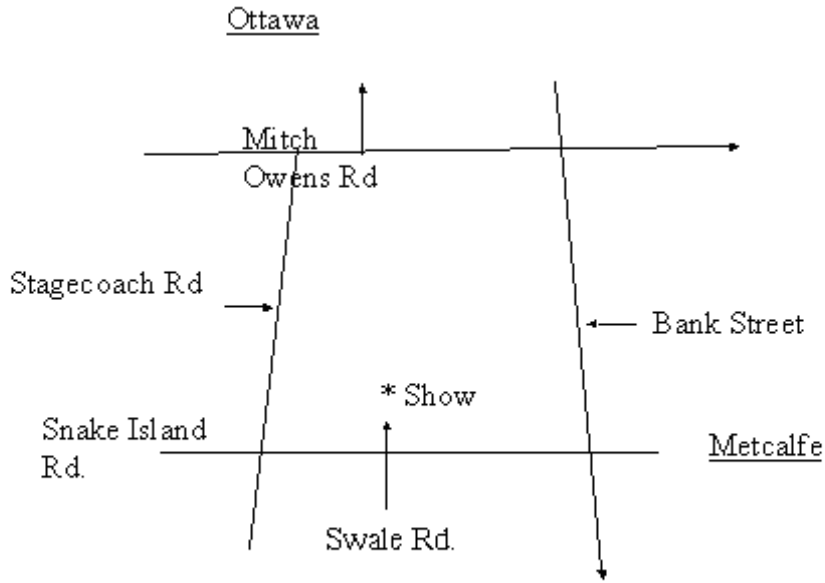 Ottawa
Mitch
Owens Rd
Stagecoach Rd
Bank Street
* Show
Snake Island
Rd.
Metcalfe
Swale Rd.